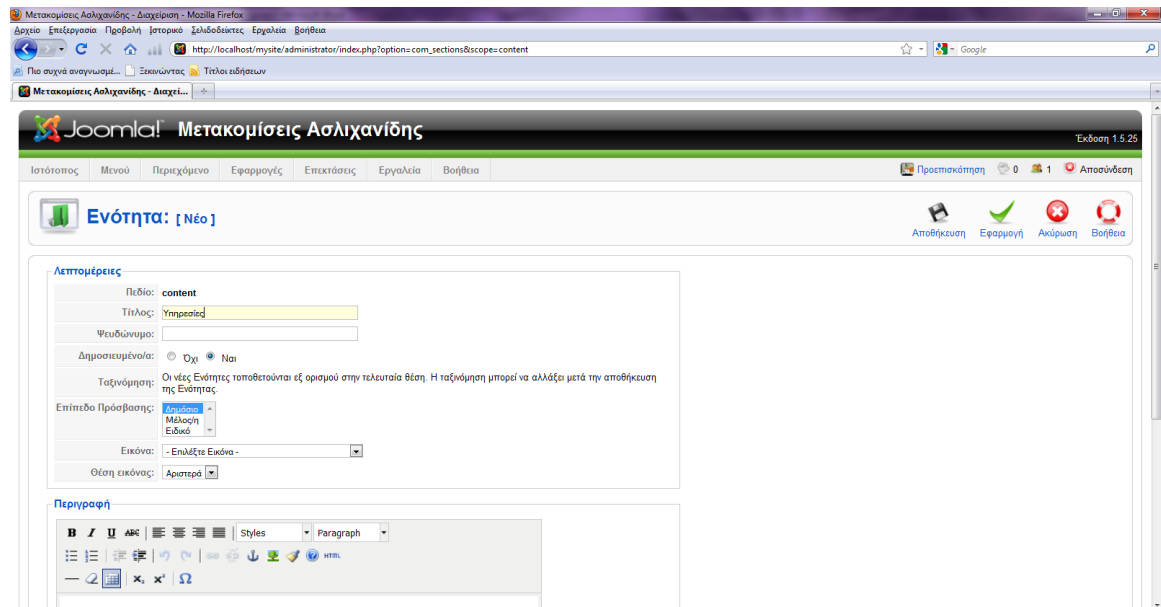 Μετακομίσεις Ασλιχανίδης - Διαχείριση - Mozilla Firefox
Αρχείο Επεξεργασία Προβολή Ιστορικό Σελιδοδείκτες Εργαλεία Βοήθεια
http://localhost/mysite/administrator/index.php?option=com_sections&scope=content
Google
Πιο συχνά αναγνωσμέ... Ξεκινώντας Τίτλοι ειδήσεων
Μετακομίσεις Ασλιχανίδης - Διαχεί...
Joomla! Μετακομίσεις Ασλιχανίδης
Έκδοση 1.5.25
Ιστότοπος Μενού Περιεχόμενο Εφαρμογές Επεκτάσεις Εργαλεία Βοήθεια Προεπισκόπηση 0 1 Αποσύνδεση
Ενότητα: [ Νέο ]
Αποθήκευση Εφαρμογή Ακύρωση Βοήθεια
Λεπτομέρειες
Πεδίο: content
Τίτλος: Υπηρεσίες
Ψευδώνυμο:
Δημοσιευμένο/α: Όχι Ναι
Ταξινόμηση: Οι νέες Ενότητες τοποθετούνται εξ ορισμού στην τελευταία θέση. Η ταξινόμηση μπορεί να αλλάξει μετά την αποθήκευση
της Ενότητας.
Επίπεδο Πρόσβασης: Δημόσιο
Μέλος/η
Ειδικό
Εικόνα: - Επιλέξτε Εικόνα -
Θέση εικόνας: Αριστερά
Περιγραφή
B I U ABC Styles Paragraph
HTML
x, x² Ω